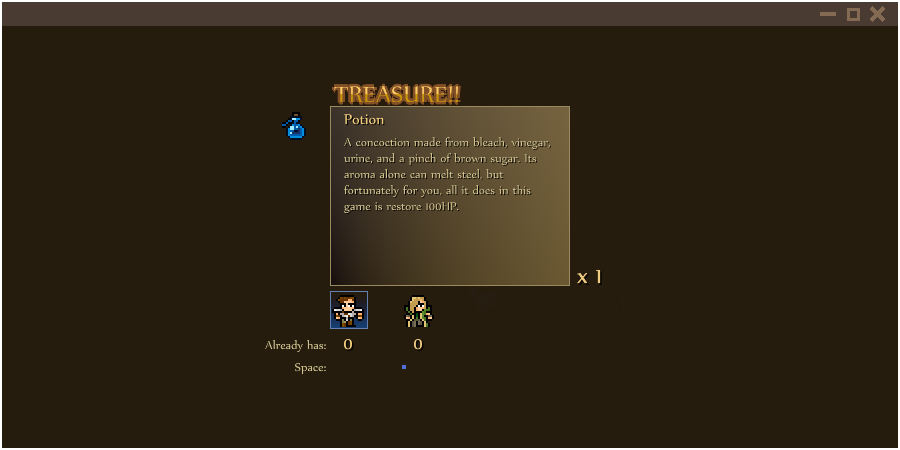 TREASURE!!
Potion
A concoction made from bleach, vinegar,
urine, and a pinch of brown sugar. Its
aroma alone can melt steel, but
fortunately for you, all it does in this
game is restore 100HP.
x 1
Already has: 0 0
Space: